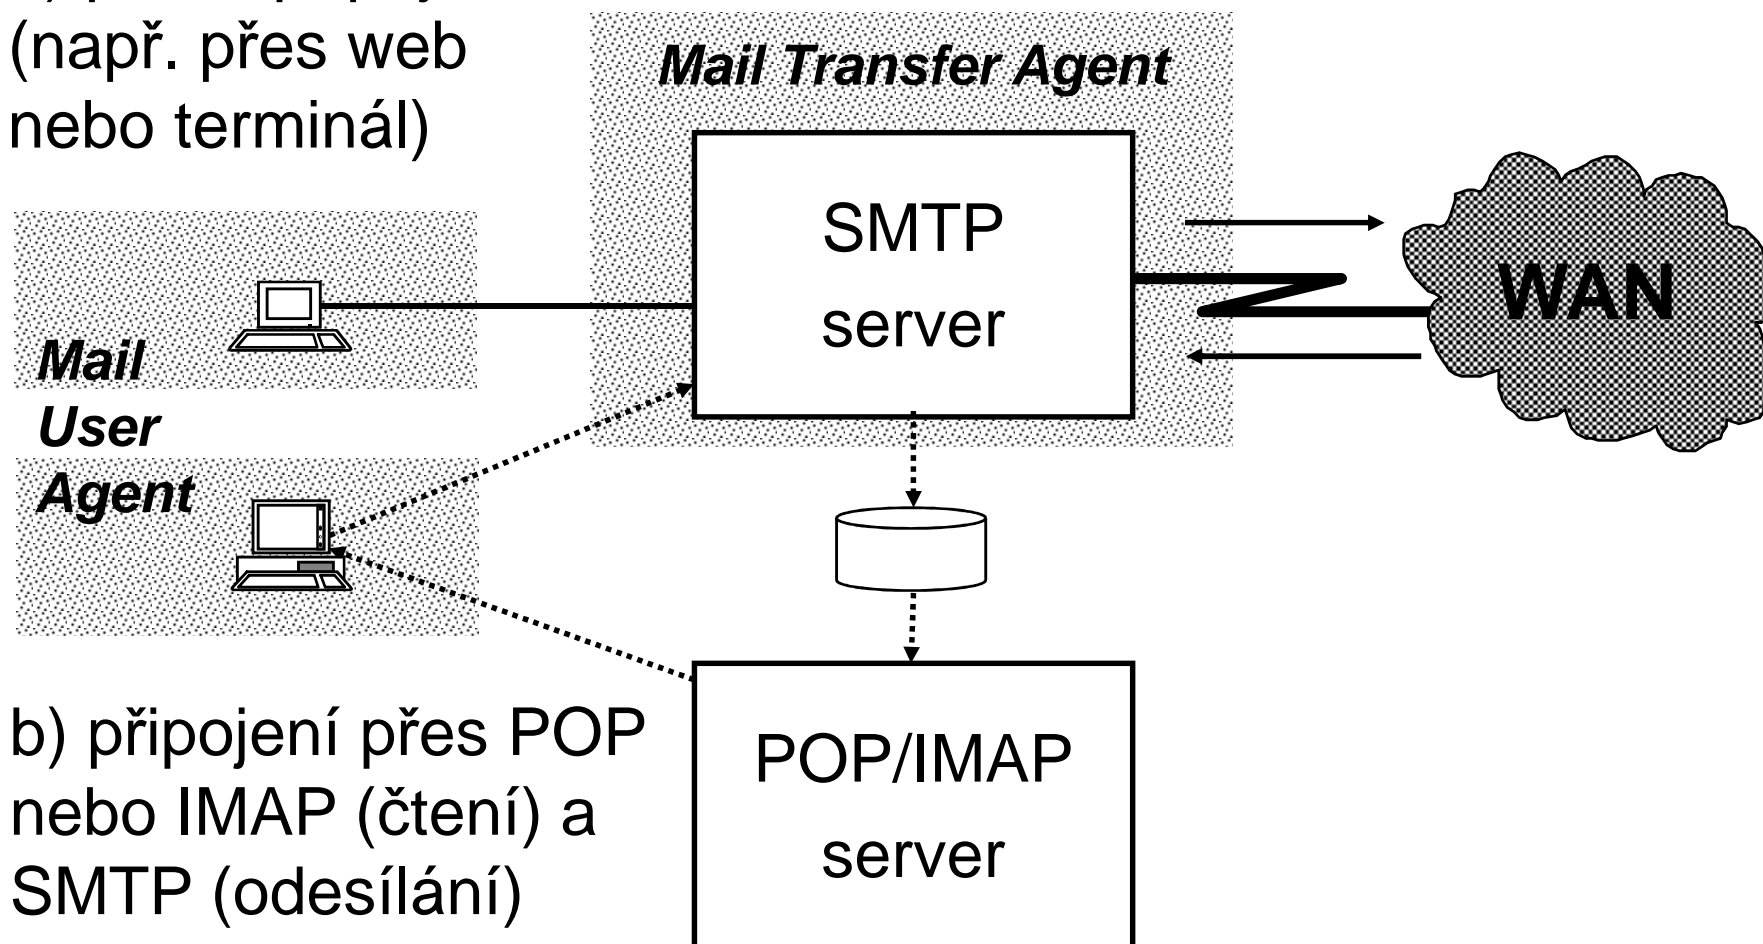 (např. přes web
nebo terminál)
Mail Transfer Agent
SMTP
server
WAN
Mail
User
Agent
b) připojení přes POP
nebo IMAP (čtení) a
SMTP (odesílání)
POP/IMAP
server